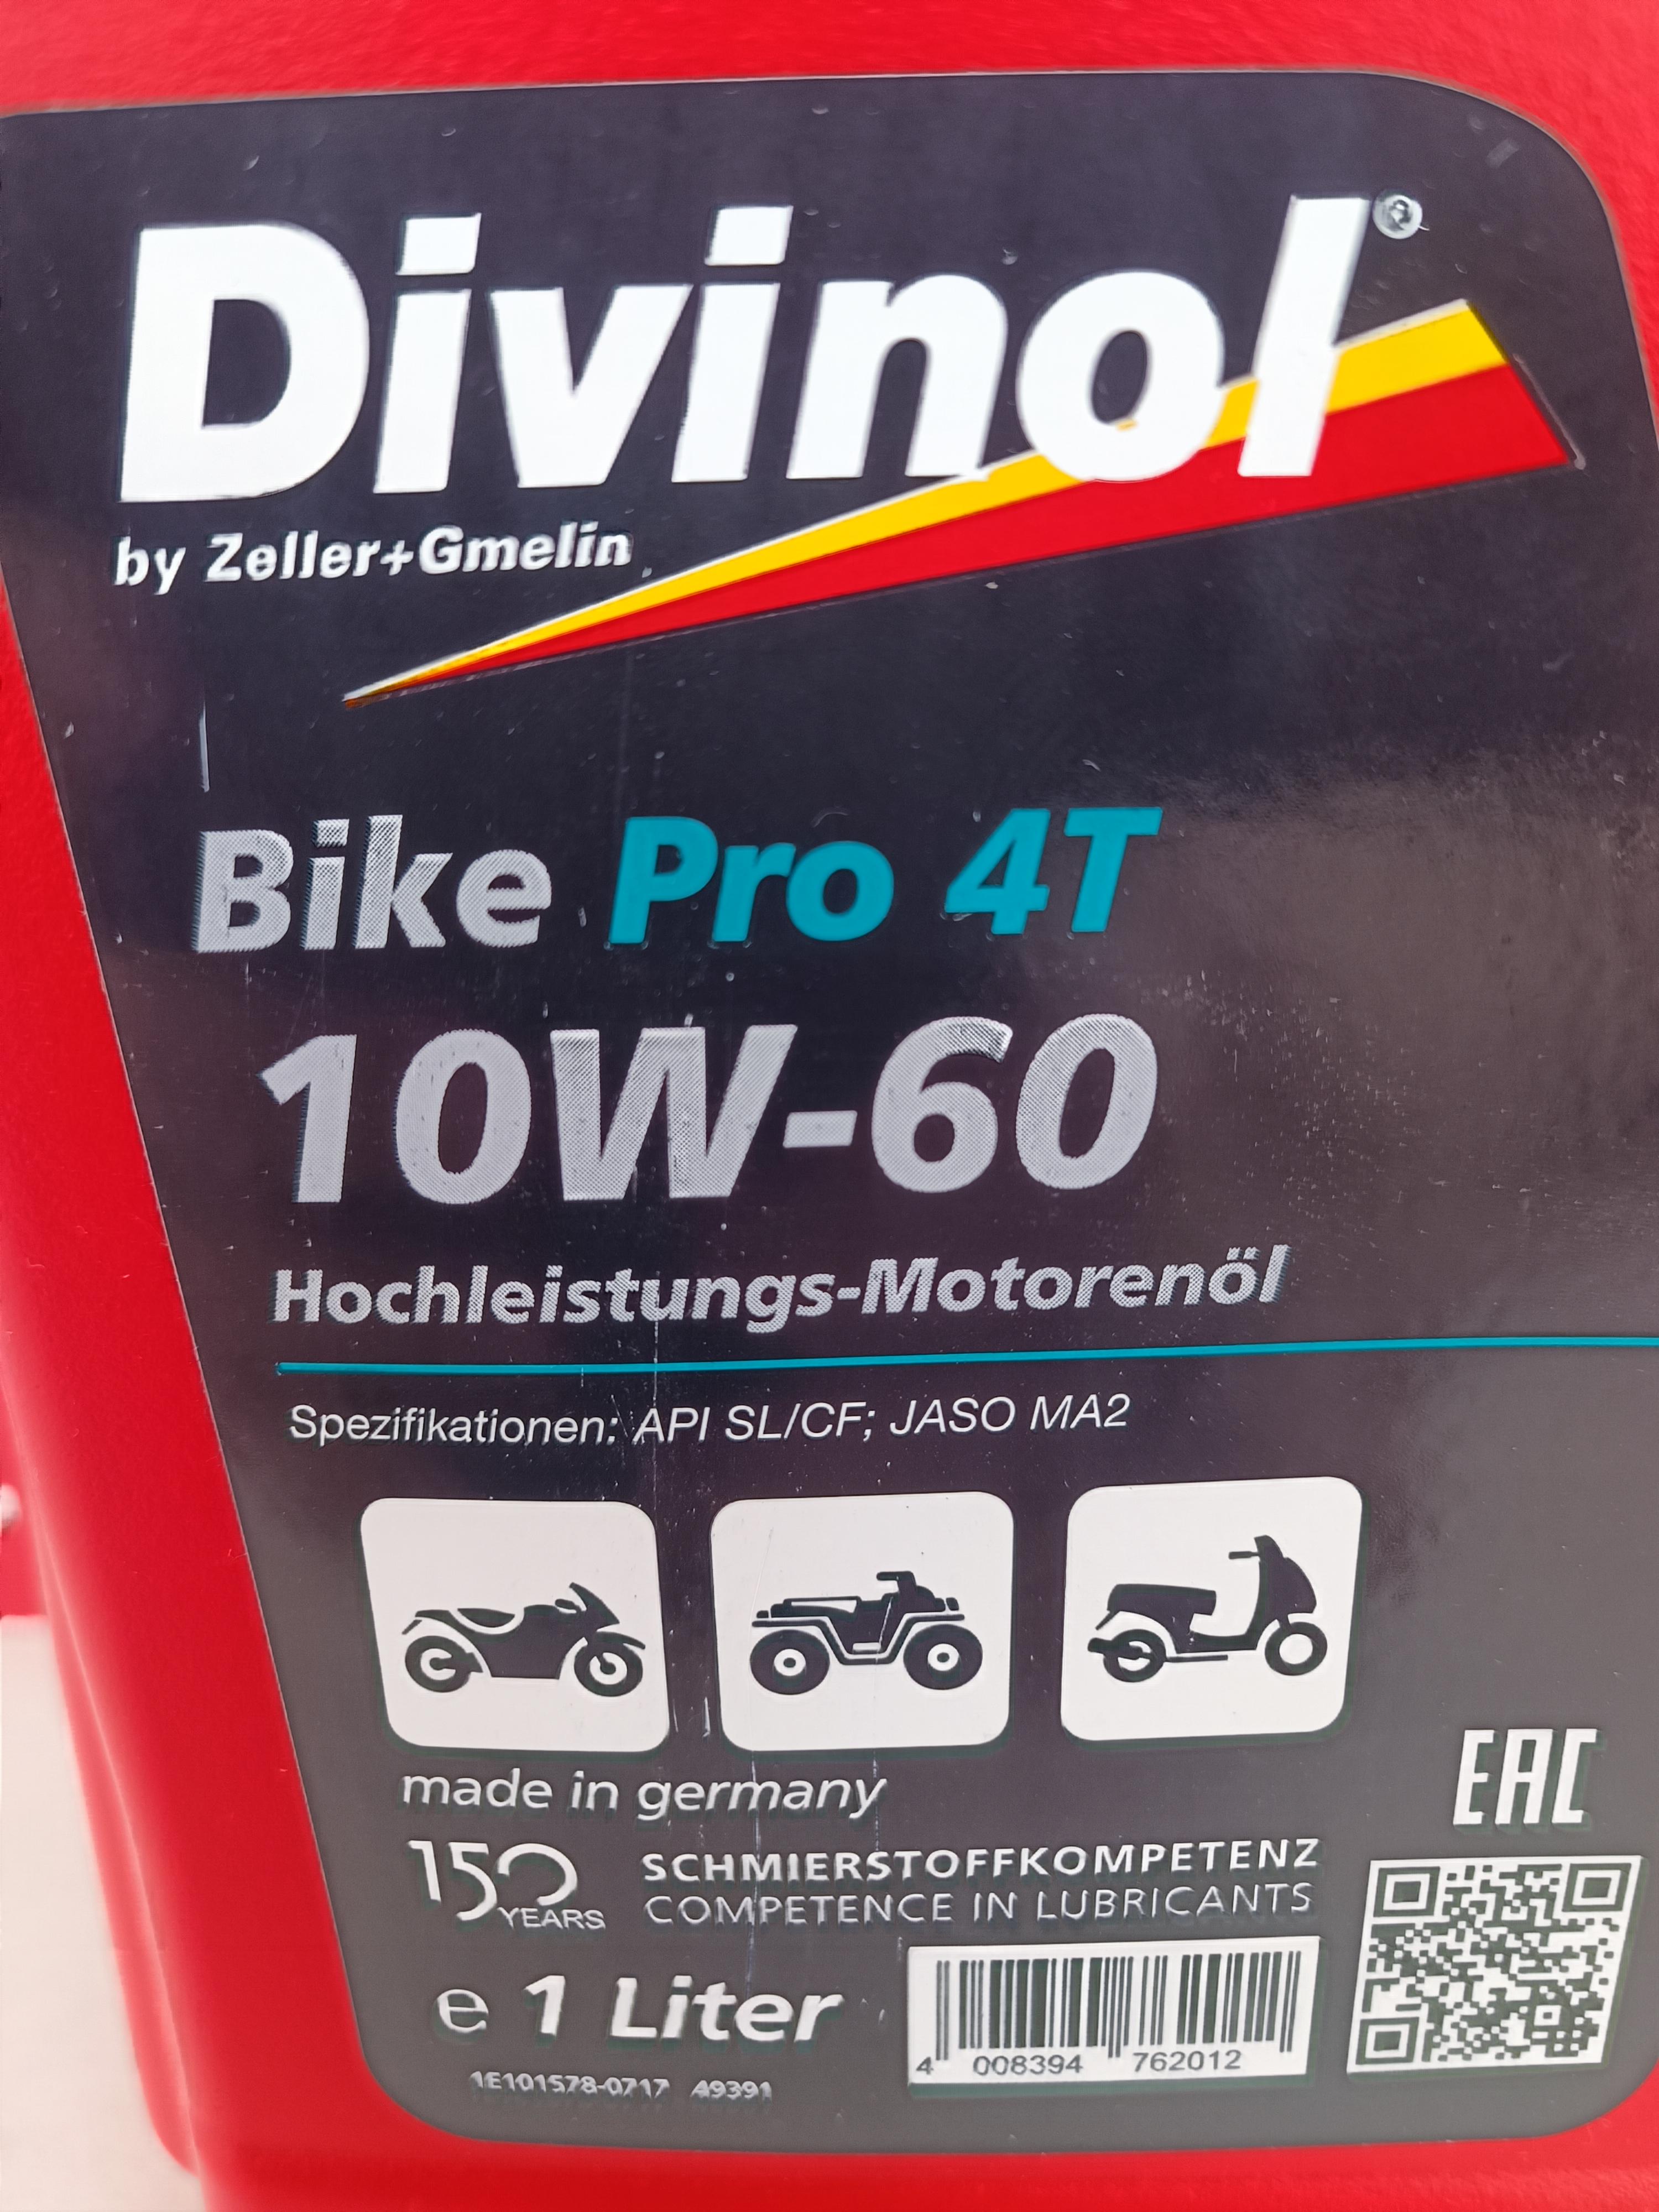 Divinol®
by Zeller+Gmelin
Bike Pro 4T
10W-60
Hochleistungs-Motorenöl
Spezifikationen: API SL/CF; JASO MA2
made in germany
EAC
150 YEARS
SCHMIERSTOFFKOMPETENZ
COMPETENCE IN LUBRICANTS
e 1 Liter
4 008394 762012
1E101578-0717 A9391